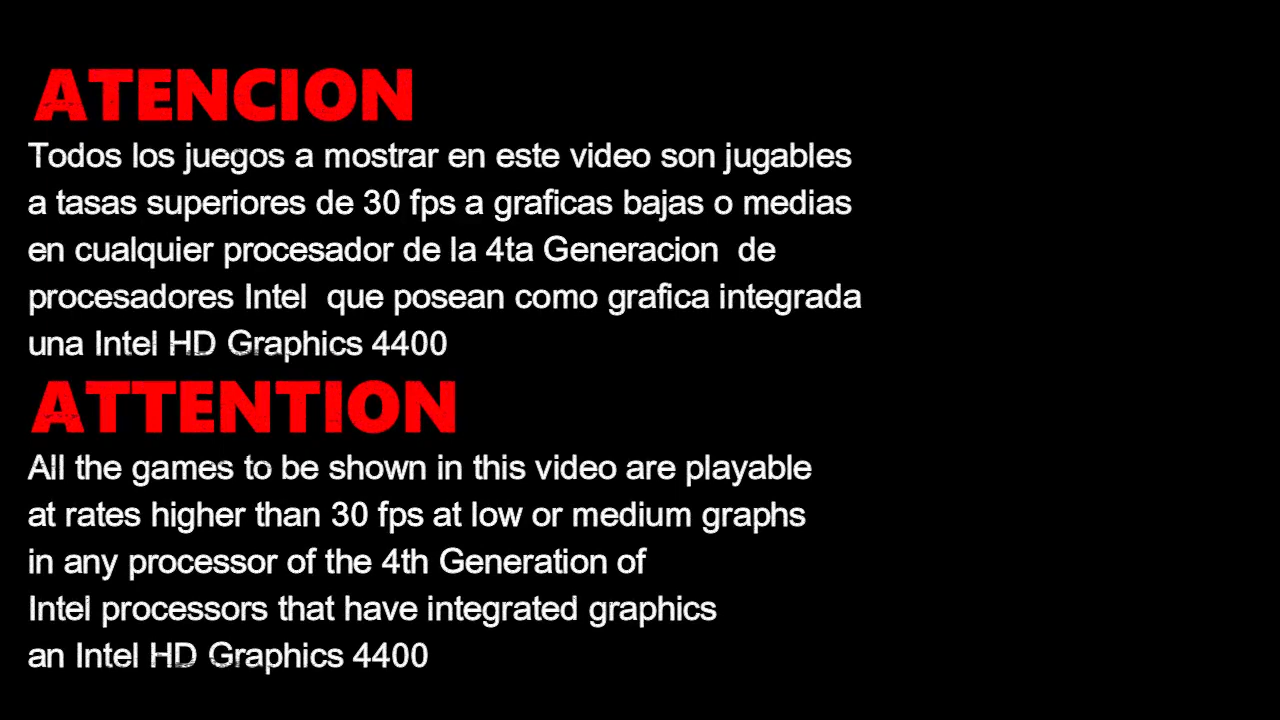 ATENCION
Todos los juegos a mostrar en este video son jugables
a tasas superiores de 30 fps a graficas bajas o medias
en cualquier procesador de la 4ta Generacion  de
procesadores Intel  que posean como grafica integrada
una Intel HD Graphics 4400
ATTENTION
All the games to be shown in this video are playable
at rates higher than 30 fps at low or medium graphs
in any processor of the 4th Generation of
Intel processors that have integrated graphics
an Intel HD Graphics 4400